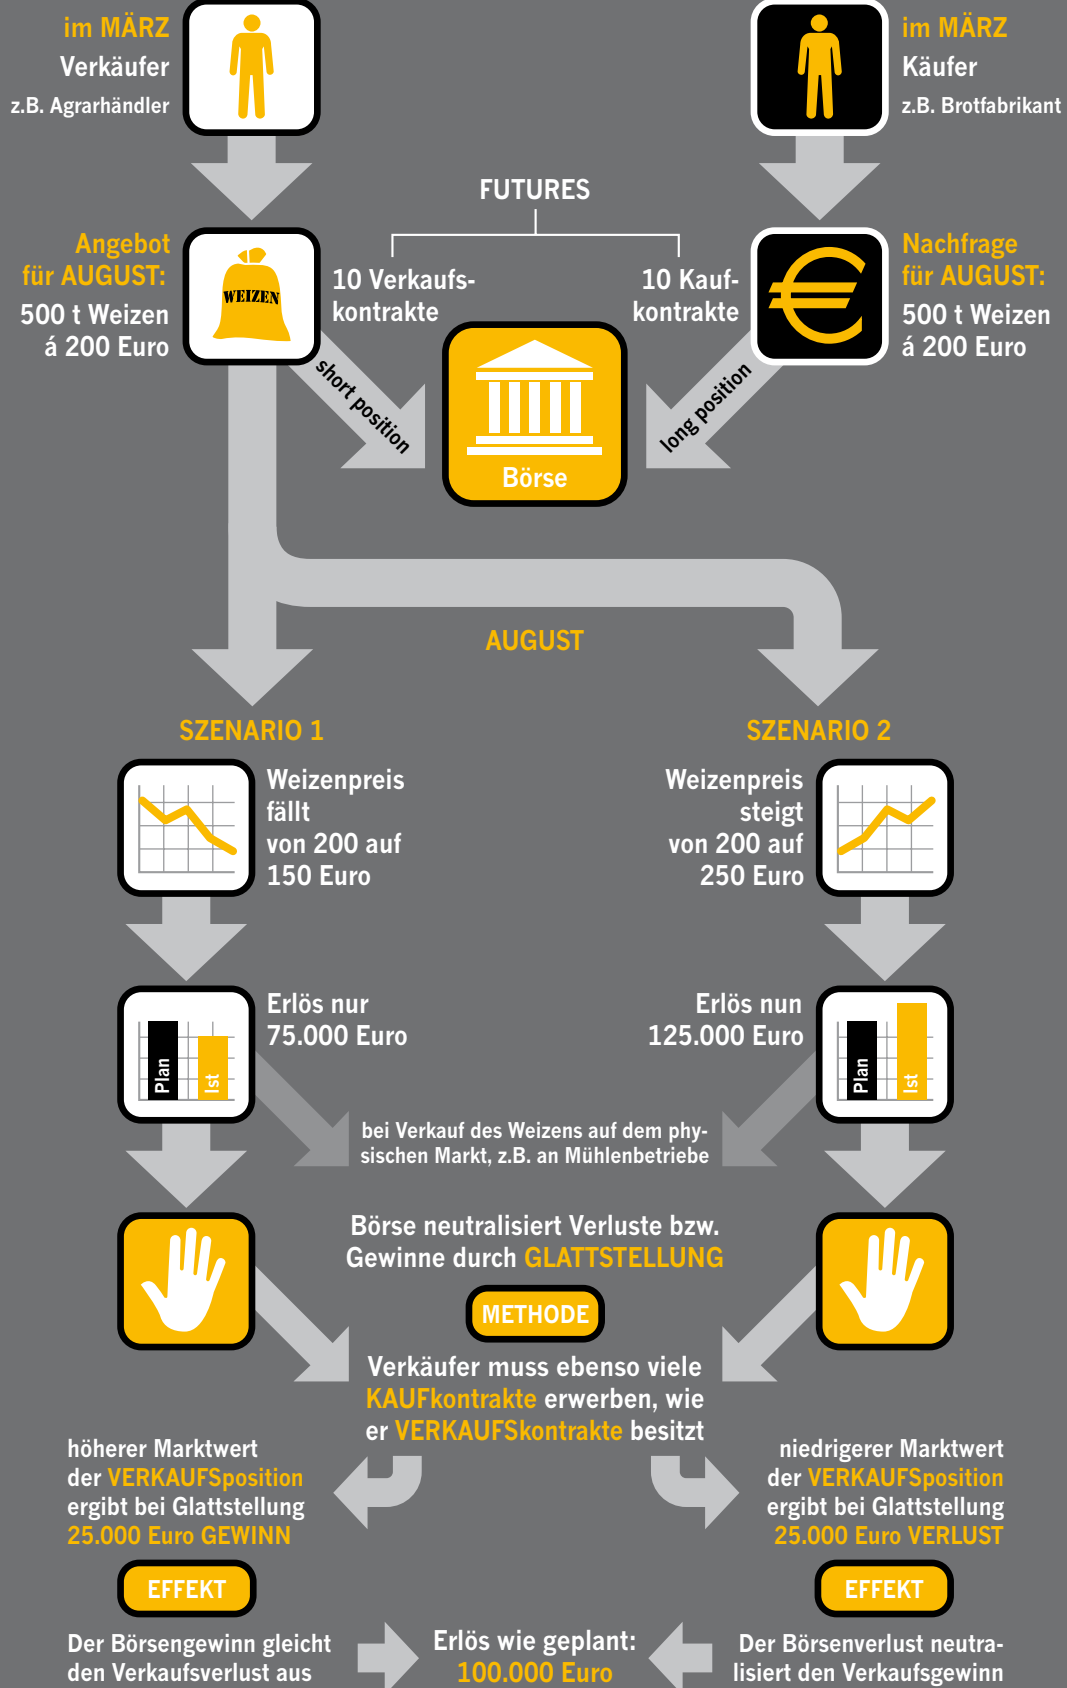 im MÄRZ
Verkäufer
z.B. Agrarhändler
im MÄRZ
Käufer
z.B. Brotfabrikant
FUTURES
Angebot
für AUGUST:
500 t Weizen
á 200 Euro
WEIZEN
10 Verkaufs-
kontrakte
10 Kauf-
kontrakte
Nachfrage
für AUGUST:
500 t Weizen
á 200 Euro
short position
long position
Börse
AUGUST
SZENARIO 1
SZENARIO 2
Weizenpreis
fällt
von 200 auf
150 Euro
Weizenpreis
steigt
von 200 auf
250 Euro
Plan
Ist
Erlös nur
75.000 Euro
Erlös nun
125.000 Euro
Plan
Ist
bei Verkauf des Weizens auf dem phy-
sischen Markt, z.B. an Mühlenbetriebe
Börse neutralisiert Verluste bzw.
Gewinne durch GLATTSTELLUNG
METHODE
Verkäufer muss ebenso viele
KAUFkontrakte erwerben, wie
er VERKAUFSkontrakte besitzt
höherer Marktwert
der VERKAUFSposition
ergibt bei Glattstellung
25.000 Euro GEWINN
niedrigerer Marktwert
der VERKAUFSposition
ergibt bei Glattstellung
25.000 Euro VERLUST
EFFEKT
EFFEKT
Der Börsengewinn gleicht
den Verkaufsverlust aus
Erlös wie geplant:
100.000 Euro
Der Börsenverlust neutra-
lisiert den Verkaufsgewinn